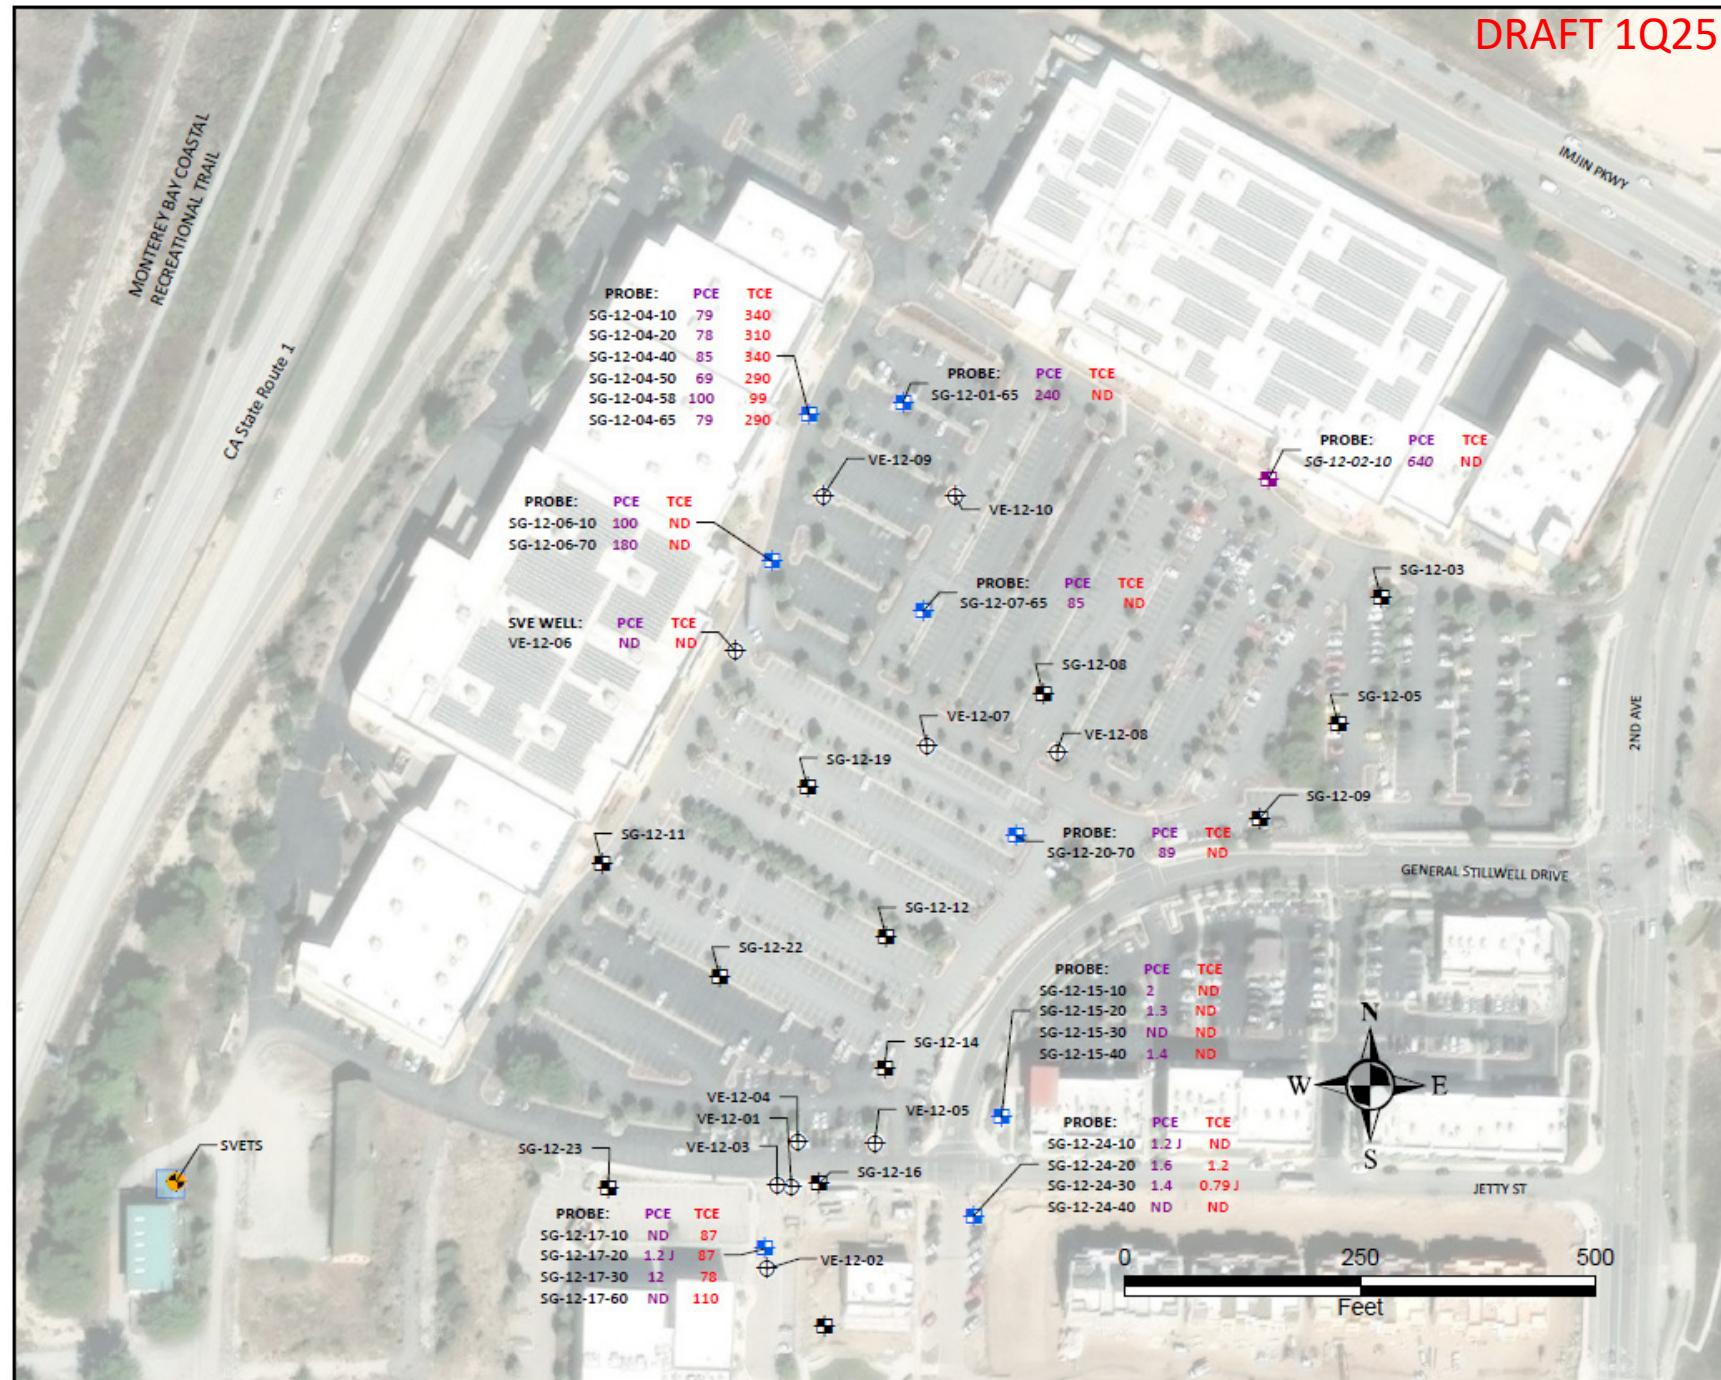 DRAFT 1Q25
MONTEREY BAY COASTAL
RECREATIONAL TRAIL
CA State Route 1
IMJIN PKWY
PROBE: PCE TCE
SG-12-04-10 79 340
SG-12-04-20 78 310
SG-12-04-40 85 340
SG-12-04-50 69 290
SG-12-04-58 100 99
SG-12-04-65 79 290
PROBE: PCE TCE
SG-12-01-65 240 ND
PROBE: PCE TCE
SG-12-02-10 640 ND
VE-12-09
VE-12-10
PROBE: PCE TCE
SG-12-06-10 100 ND
SG-12-06-70 180 ND
SG-12-03
PROBE: PCE TCE
SG-12-07-65 85 ND
SVE WELL: PCE TCE
VE-12-06 ND ND
SG-12-08
SG-12-05
2ND AVE
VE-12-07
VE-12-08
SG-12-19
SG-12-09
SG-12-11
PROBE: PCE TCE
SG-12-20-70 89 ND
GENERAL STILLWELL DRIVE
SG-12-12
SG-12-22
PROBE: PCE TCE
SG-12-15-10 2 ND
SG-12-15-20 1.3 ND
SG-12-15-30 ND ND
SG-12-15-40 1.4 ND
N
W E
S
SG-12-14
VE-12-04
VE-12-01
VE-12-05
VE-12-03
SVETS
SG-12-23
SG-12-16
PROBE: PCE TCE
SG-12-24-10 1.2 J ND
SG-12-24-20 1.6 1.2
SG-12-24-30 1.4 0.79 J
SG-12-24-40 ND ND
JETTY ST
PROBE: PCE TCE
SG-12-17-10 ND 87
SG-12-17-20 1.2 J 87
SG-12-17-30 12 78
SG-12-17-60 ND 110
VE-12-02
0 250 500
Feet